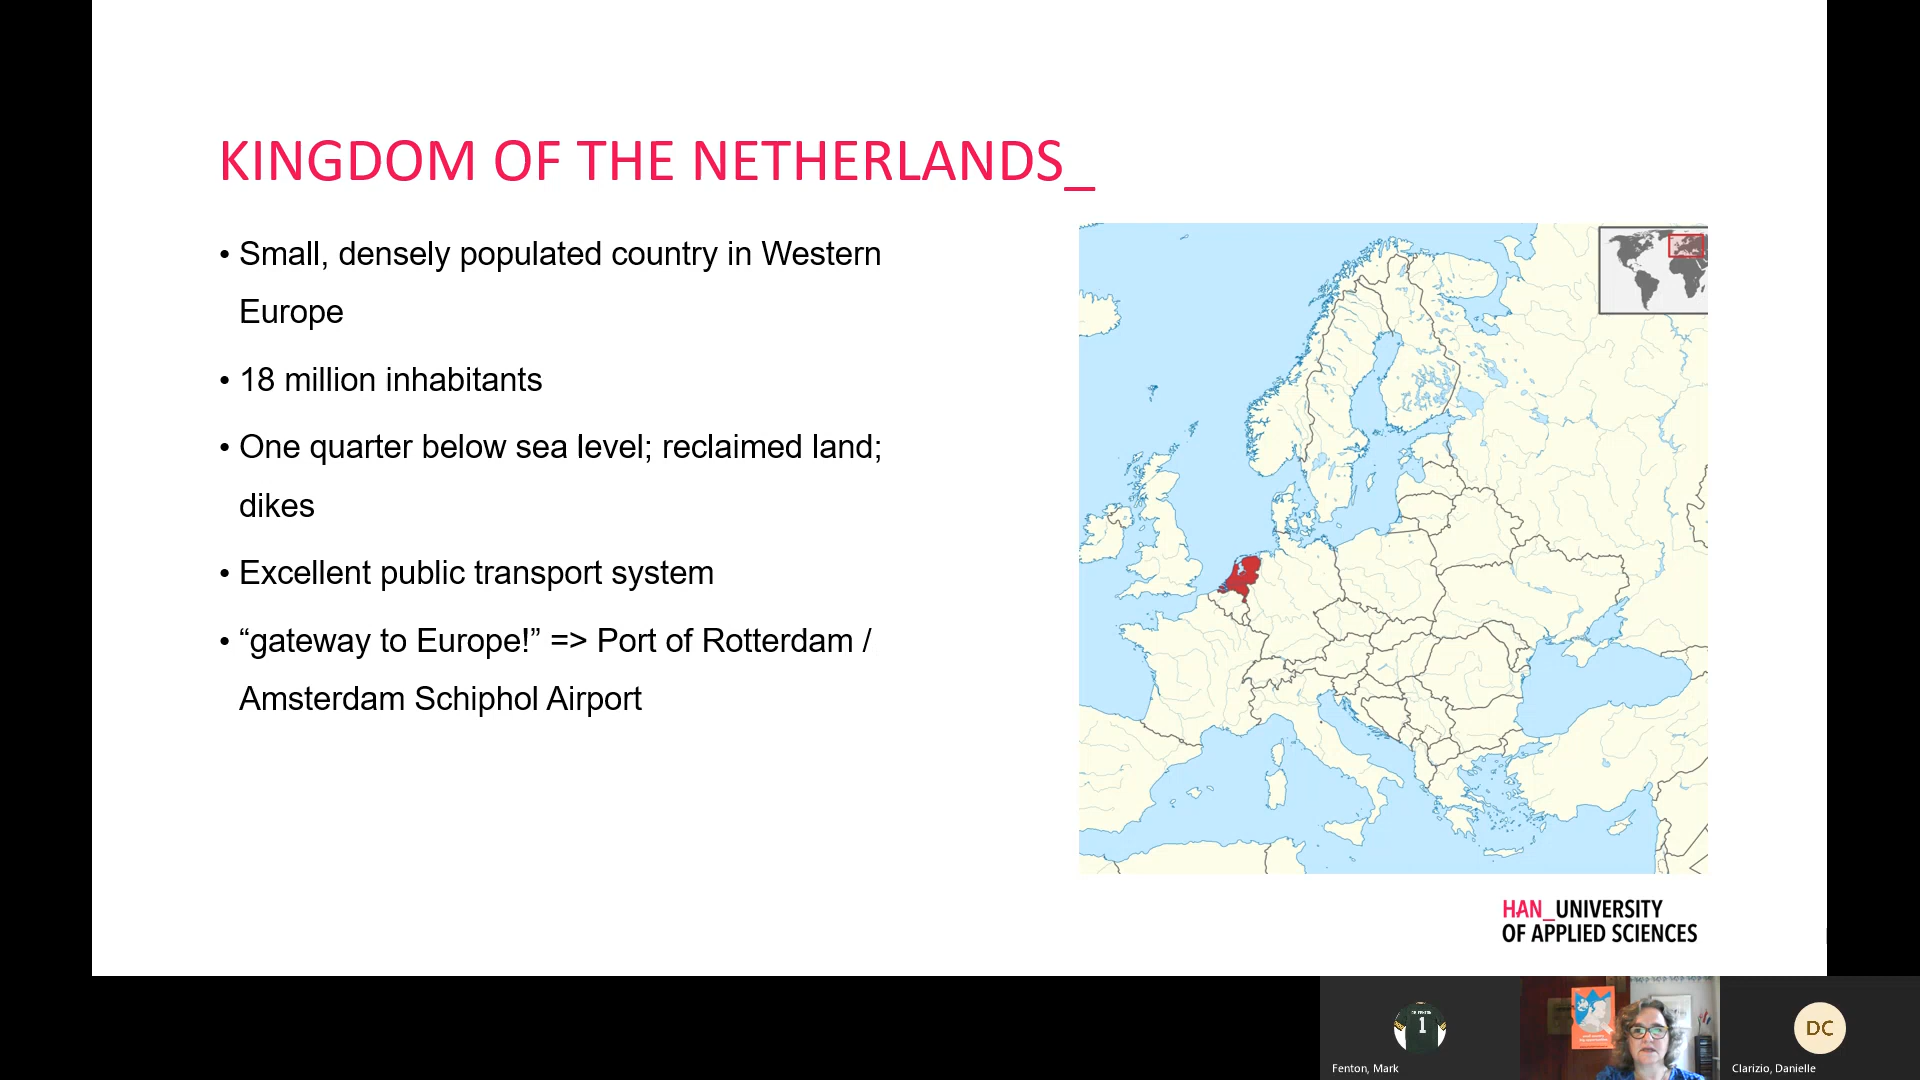 KINGDOM OF THE NETHERLANDS_
• Small, densely populated country in Western
Europe
• 18 million inhabitants
• One quarter below sea level; reclaimed land;
dikes
• Excellent public transport system
• “gateway to Europe!” => Port of Rotterdam /
Amsterdam Schiphol Airport
HAN_UNIVERSITY
OF APPLIED SCIENCES
1
DC
Fenton, Mark
Clarizio, Danielle